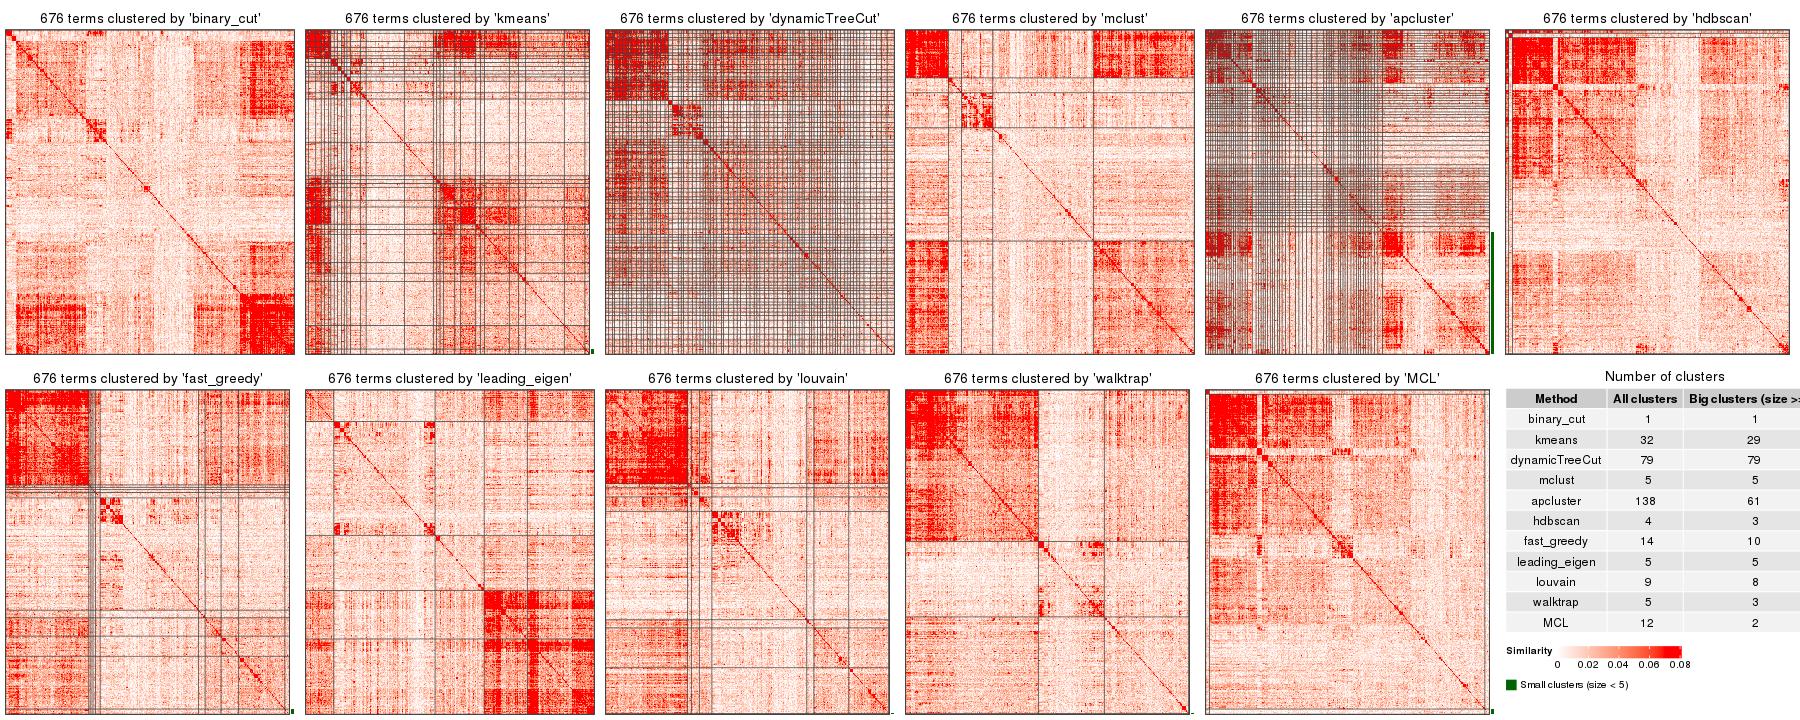 676 terms clustered by 'binary_cut'
676 terms clustered by 'kmeans'
676 terms clustered by 'dynamicTreeCut'
676 terms clustered by 'mclust'
676 terms clustered by 'apcluster'
676 terms clustered by 'hdbscan'
676 terms clustered by 'fast_greedy'
676 terms clustered by 'leading_eigen'
676 terms clustered by 'louvain'
676 terms clustered by 'walktrap'
676 terms clustered by 'MCL'
Number of clusters
Method All clusters Big clusters (size >=
binary_cut 1 1
kmeans 32 29
dynamicTreeCut 79 79
mclust 5 5
apcluster 138 61
hdbscan 4 3
fast_greedy 14 10
leading_eigen 5 5
louvain 9 8
walktrap 5 3
MCL 12 2
Similarity
0 0.02 0.04 0.06 0.08
Small clusters (size < 5)